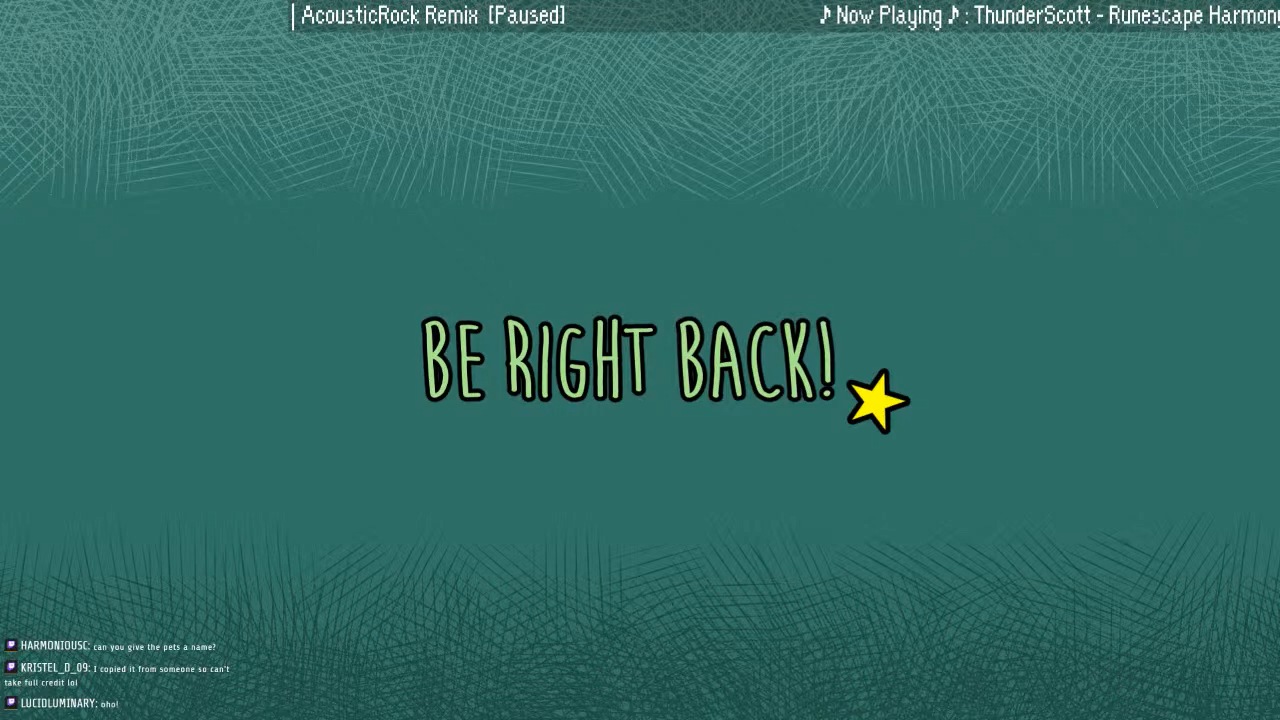 | AcousticRock Remix [Paused]
♪ Now Playing ♪ : ThunderScott - Runescape Harmony
BE RIGHT BACK!
HARMONIOUSC: can you give the pets a name?
KRISTEL_D_09: I copied it from someone so can't
take full credit lol
LUCIDLUMINARY: oho!